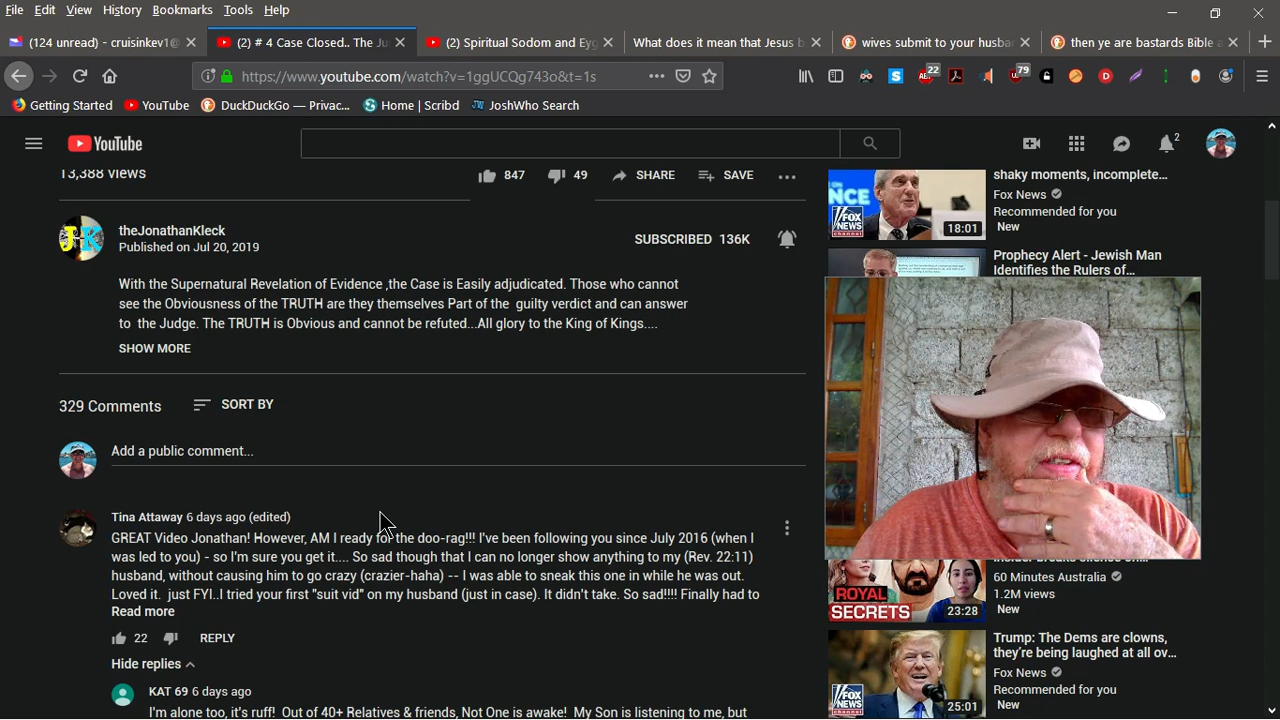 File Edit View History Bookmarks Tools Help
(124 unread) - cruisinkev1
(2) # 4 Case Closed.. The Ju
(2) Spiritual Sodom and Eyg
What does it mean that Jesus b
wives submit to your husba
then ye are bastards Bible
https://www.youtube.com/watch?v=1ggUCQg743o&t=1s
22
79
Getting Started YouTube DuckDuckGo — Privac... Home | Scribd JoshWho Search
YouTube
2
13,388 views
847 49 SHARE SAVE
theJonathanKleck
Published on Jul 20, 2019
SUBSCRIBED 136K
With the Supernatural Revelation of Evidence ,the Case is Easily adjudicated. Those who cannot
see the Obviousness of the TRUTH are they themselves Part of the guilty verdict and can answer
to the Judge. The TRUTH is Obvious and cannot be refuted...All glory to the King of Kings....
SHOW MORE
329 Comments SORT BY
Add a public comment...
Tina Attaway 6 days ago (edited)
GREAT Video Jonathan! However, AM I ready for the doo-rag!!! I've been following you since July 2016 (when I
was led to you) - so I'm sure you get it.... So sad though that I can no longer show anything to my (Rev. 22:11)
husband, without causing him to go crazy (crazier-haha) -- I was able to sneak this one in while he was out.
Loved it. just FYI..I tried your first "suit vid" on my husband (just in case). It didn't take. So sad!!!! Finally had to
Read more
22 REPLY
Hide replies
KAT 69 6 days ago
I'm alone to it's ruff! Out of 40+ Relatives & friends, Not One is awake! My Son is listening to me, but
shaky moments, incomplete...
Fox News
Recommended for you
New
NCE
FOX NEWS channel
18:01
Prophecy Alert - Jewish Man
Identifies the Rulers of...
60 Minutes Australia
1.2M views
New
ROYAL
SECRETS
23:28
Trump: The Dems are clowns,
they're being laughed at all ov...
Fox News
Recommended for you
New
FOX NEWS channel
25:01